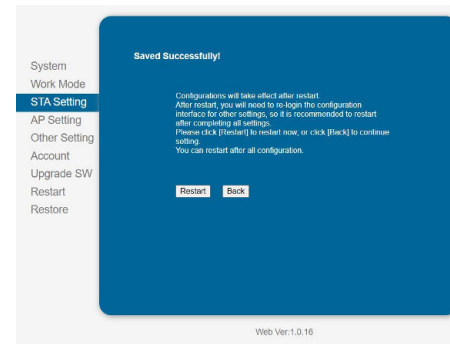 System
Work Mode
STA Setting
AP Setting
Other Setting
Account
Upgrade SW
Restart
Restore
Saved Successfully!
Configurations will take effect after restart.
After restart, you will need to re-login the configuration
interface for other settings, so it is recommended to restart
after completing all settings.
Please click [Restart] to restart now, or click [Back] to continue
setting.
You can restart after all configuration.
Restart Back
Web Ver:1.0.16